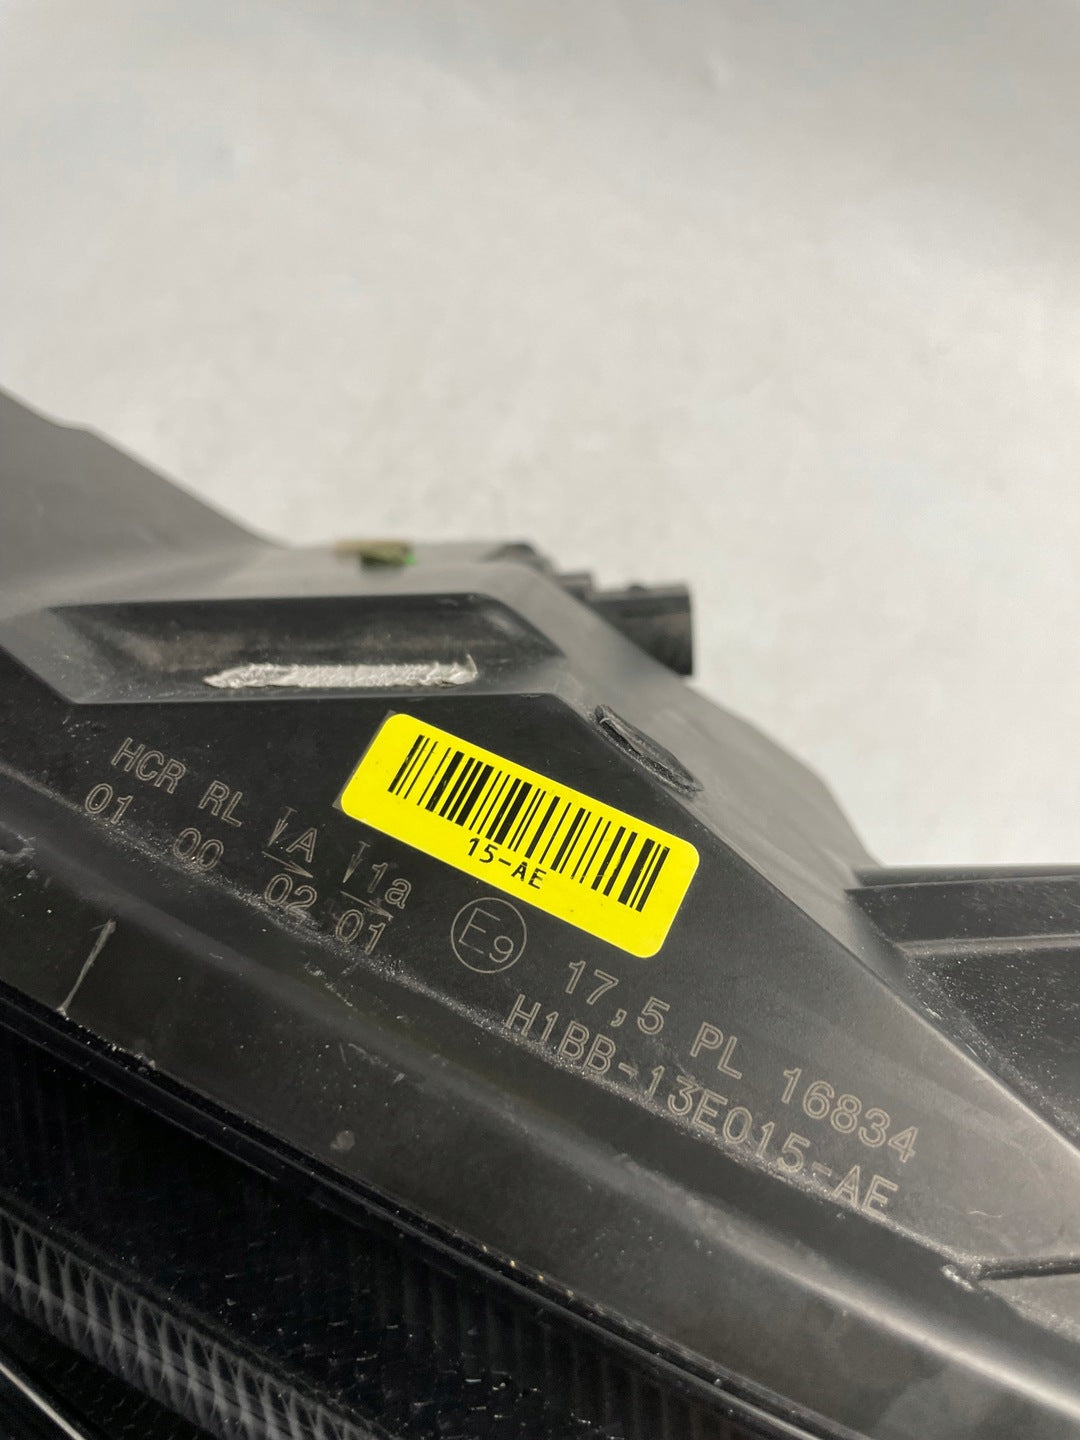 15-AE
HCR RL A 1a
01 00 02 01
E9
17,5 PL 16834
H1BB-13E015-AE